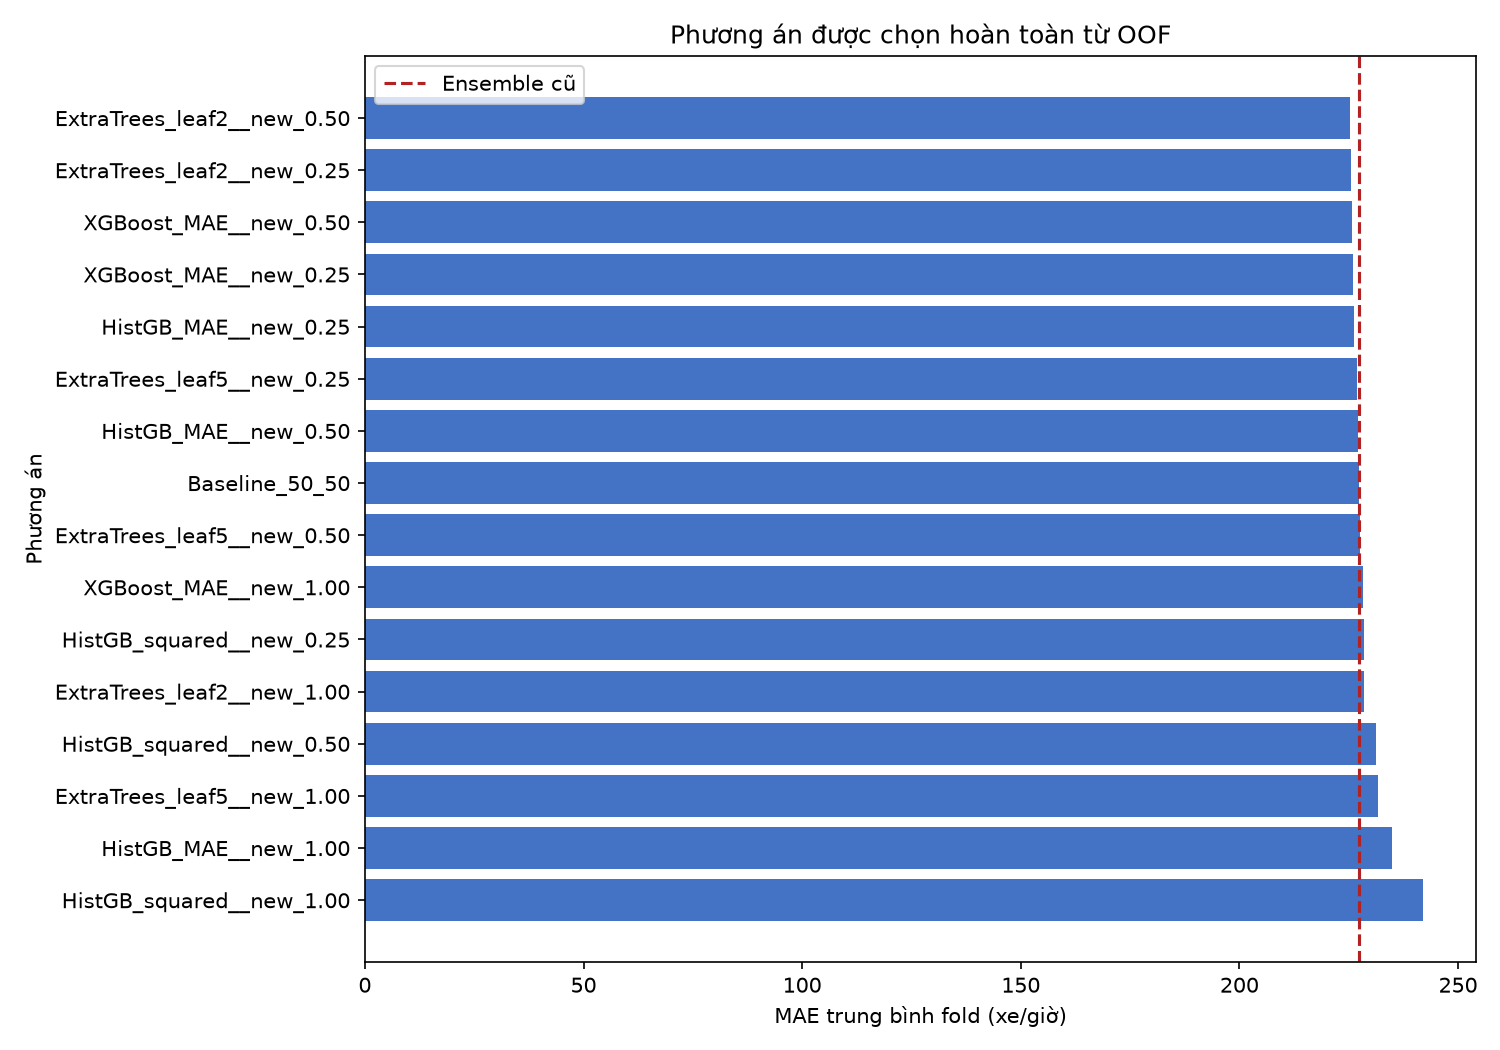 Phương án được chọn hoàn toàn từ OOF
Ensemble cũ
Phương án
ExtraTrees_leaf2__new_0.50
ExtraTrees_leaf2__new_0.25
XGBoost_MAE__new_0.50
XGBoost_MAE__new_0.25
HistGB_MAE__new_0.25
ExtraTrees_leaf5__new_0.25
HistGB_MAE__new_0.50
Baseline_50_50
ExtraTrees_leaf5__new_0.50
XGBoost_MAE__new_1.00
HistGB_squared__new_0.25
ExtraTrees_leaf2__new_1.00
HistGB_squared__new_0.50
ExtraTrees_leaf5__new_1.00
HistGB_MAE__new_1.00
HistGB_squared__new_1.00
0 50 100 150 200 250
MAE trung bình fold (xe/giờ)